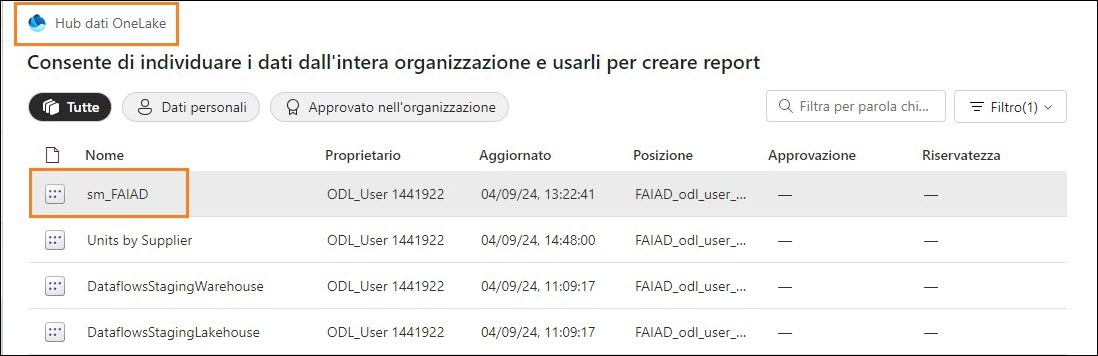 Hub dati OneLake
Consente di individuare i dati dall'intera organizzazione e usarli per creare report
Tutte Dati personali Approvato nell'organizzazione Filtra per parola chi... Filtro(1)
Nome Proprietario Aggiornato Posizione Approvazione Riservatezza
sm_FAIAD ODL_User 1441922 04/09/24, 13:22:41 FAIAD_odl_user_... — —
Units by Supplier ODL_User 1441922 04/09/24, 14:48:00 FAIAD_odl_user_... — —
DataflowsStagingWarehouse ODL_User 1441922 04/09/24, 11:09:17 FAIAD_odl_user_... — —
DataflowsStagingLakehouse ODL_User 1441922 04/09/24, 11:09:17 FAIAD_odl_user_... — —